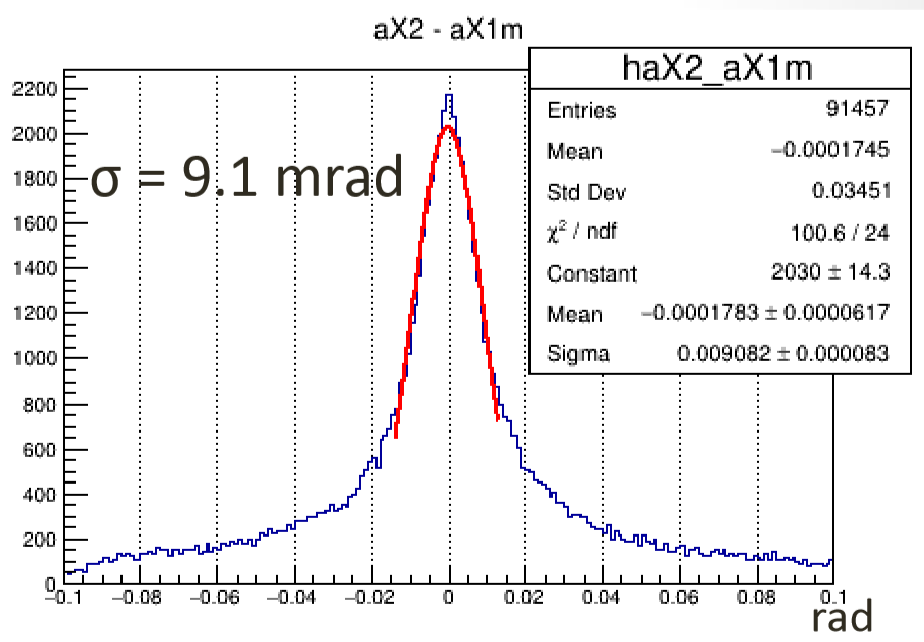 aX2 - aX1m
haX2_aX1m
Entries 91457
Mean −0.0001745
Std Dev 0.03451
χ² / ndf 100.6 / 24
Constant 2030 ± 14.3
Mean −0.0001783 ± 0.0000617
Sigma 0.009082 ± 0.000083
σ = 9.1 mrad
2200
2000
1800
1600
1400
1200
1000
800
600
400
200
0
−0.1 −0.08 −0.06 −0.04 −0.02 0 0.02 0.04 0.06 0.08 0.1
rad